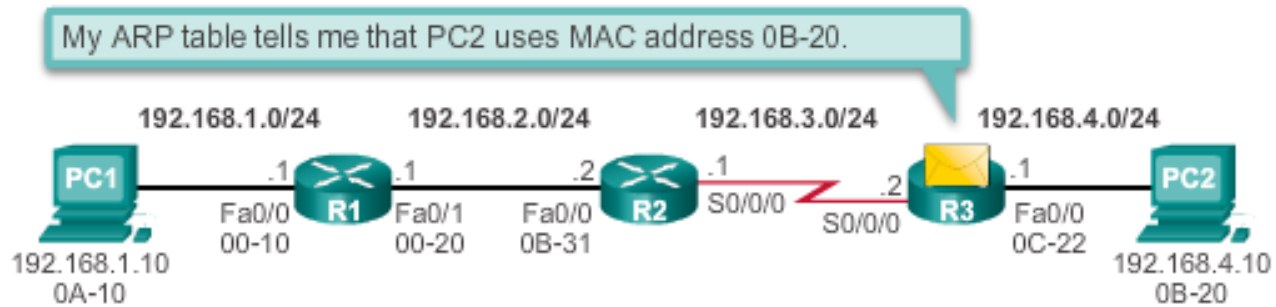 My ARP table tells me that PC2 uses MAC address 0B-20.
192.168.1.0/24 192.168.2.0/24 192.168.3.0/24 192.168.4.0/24
PC1 .1 R1 .1 .2 R2 .1 .2 R3 .1 PC2
Fa0/0 Fa0/1 Fa0/0 S0/0/0 S0/0/0 Fa0/0
00-10 00-20 0B-31 0C-22
192.168.1.10 192.168.4.10
0A-10 0B-20